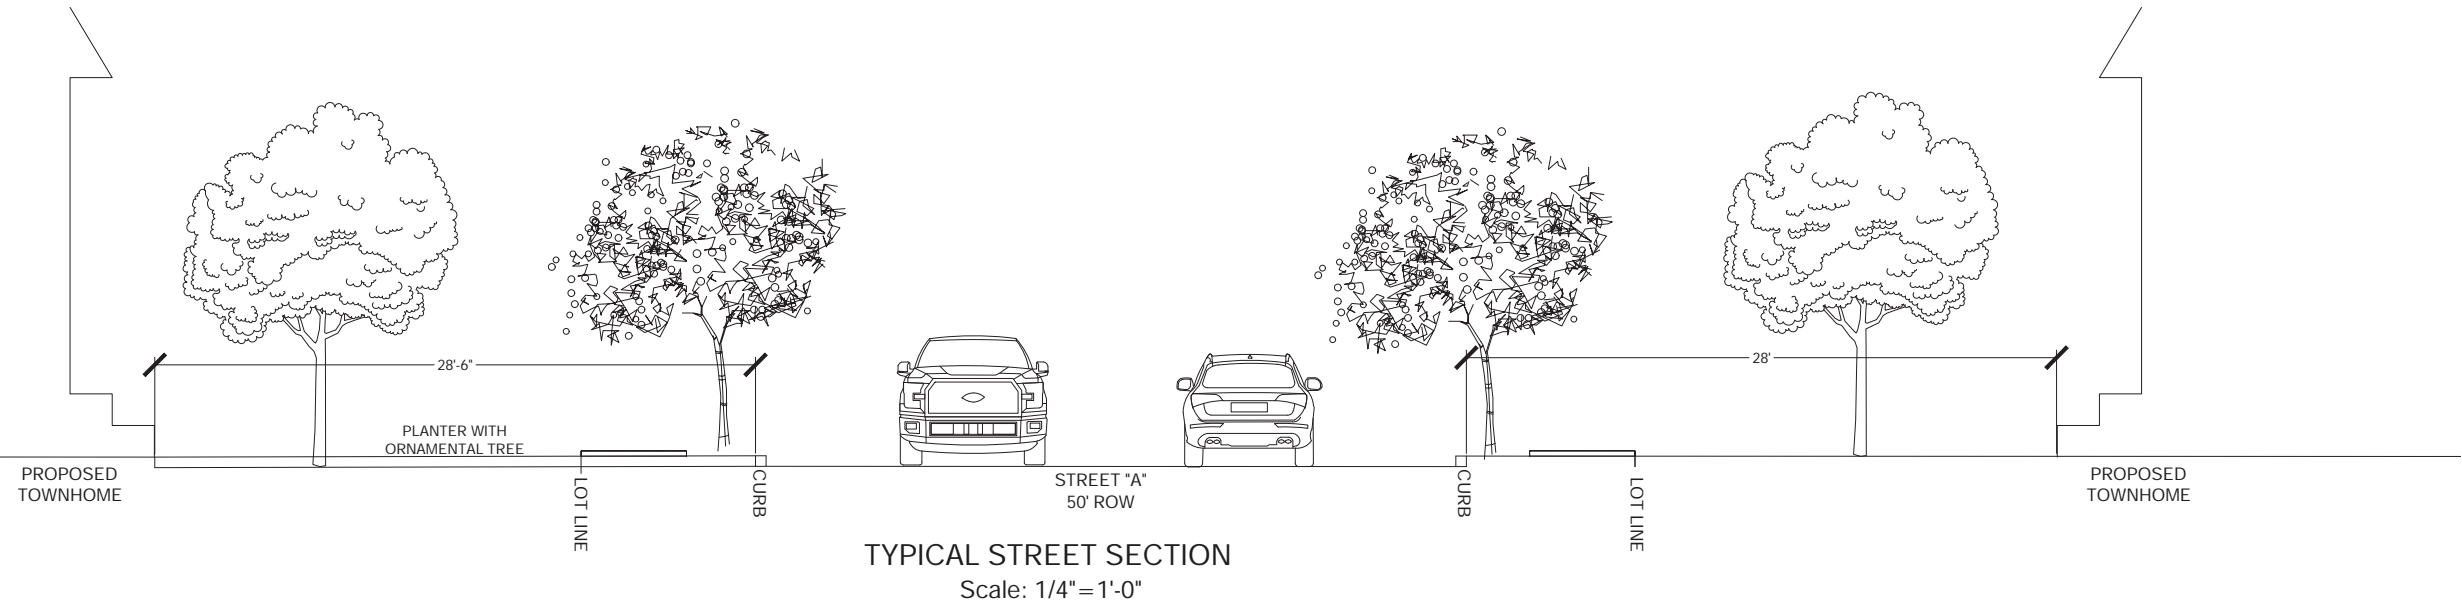 28'-6"
28'
PLANTER WITH
ORNAMENTAL TREE
PROPOSED
TOWNHOME
LOT LINE
CURB
STREET "A"
50' ROW
CURB
LOT LINE
PROPOSED
TOWNHOME
TYPICAL STREET SECTION
Scale: 1/4"=1'-0"